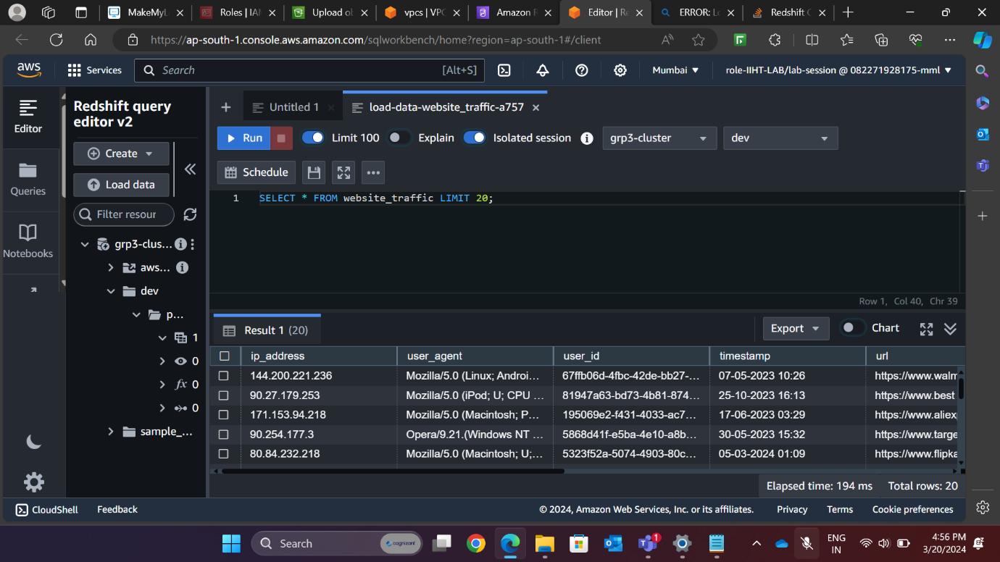 MakeMyL
Roles | IAM
Upload ob
vpcs | VPC
Amazon R
Editor | Re
ERROR: Lo
Redshift C
https://ap-south-1.console.aws.amazon.com/sqlworkbench/home?region=ap-south-1#/client
aws
Services
Search
[Alt+S]
Mumbai
role-IIHT-LAB/lab-session @ 082271928175-mml
Editor
Queries
Notebooks
Redshift query
editor v2
Create
Load data
Filter resour
grp3-clus...
aws...
dev
p...
1
0
fx 0
0
sample_...
Untitled 1
load-data-website_traffic-a757
Run
Limit 100
Explain
Isolated session
grp3-cluster
dev
Schedule
1 SELECT * FROM website_traffic LIMIT 20;
Row 1, Col 40, Chr 39
Result 1 (20)
Export
Chart
ip_address user_agent user_id timestamp url
144.200.221.236 Mozilla/5.0 (Linux; Androi... 67ffb06d-4fbc-42de-bb27-... 07-05-2023 10:26 https://www.walm
90.27.179.253 Mozilla/5.0 (iPod; U; CPU ... 81947a63-bd73-4b81-874... 25-10-2023 16:13 https://www.best
171.153.94.218 Mozilla/5.0 (Macintosh; P... 195069e2-f431-4033-ac7... 17-06-2023 03:29 https://www.aliexp
90.254.177.3 Opera/9.21.(Windows NT ... 5868d41f-e5ba-4e10-a8b... 30-05-2023 15:32 https://www.targe
80.84.232.218 Mozilla/5.0 (Macintosh; U;... 5323f52a-5074-4903-80c... 05-03-2024 01:09 https://www.flipka
Elapsed time: 194 ms Total rows: 20
CloudShell
Feedback
© 2024, Amazon Web Services, Inc. or its affiliates.
Privacy
Terms
Cookie preferences
Search
cognizant
1
ENG
IN
4:56 PM
3/20/2024